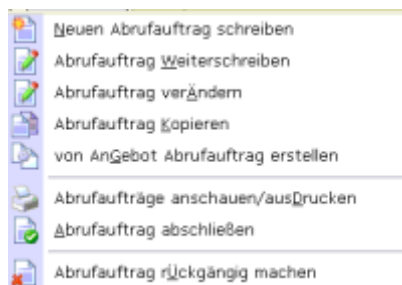 Neuen Abrufauftrag schreiben
Abrufauftrag Weiterschreiben
Abrufauftrag verÄndern
Abrufauftrag Kopieren
von AnGebot Abrufauftrag erstellen
Abrufaufträge anschauen/ausDrucken
Abrufauftrag abschließen
Abrufauftrag rÜckgängig machen